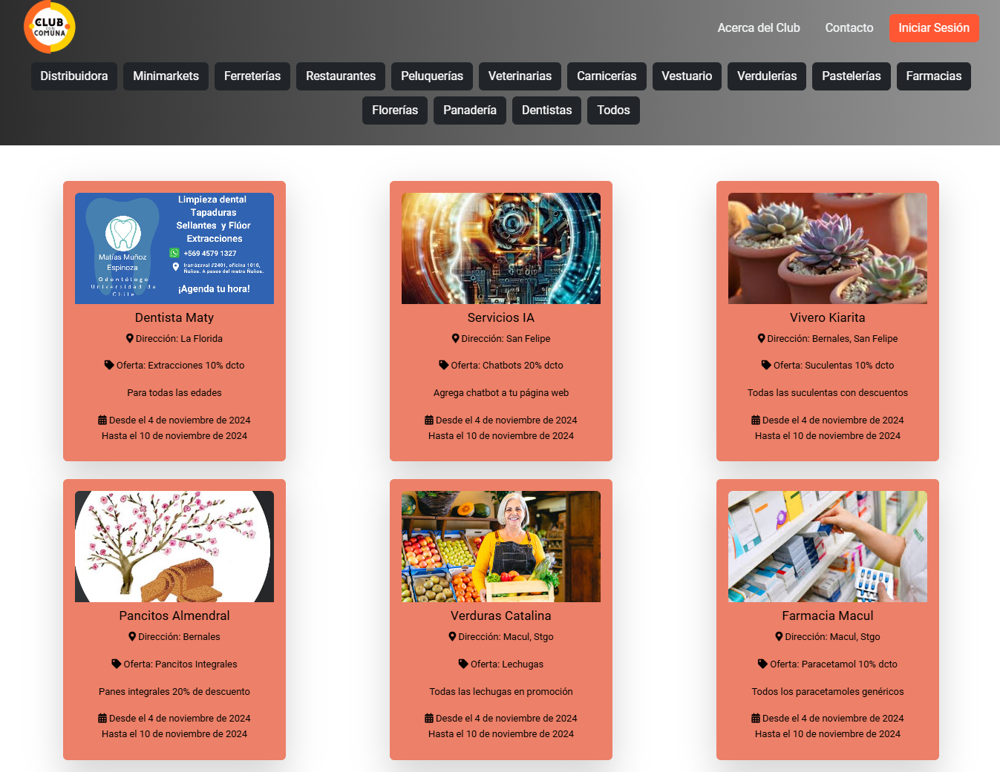 CLUB
COMUNA
Acerca del Club
Contacto
Iniciar Sesión
Distribuidora
Minimarkets
Ferreterías
Restaurantes
Peluquerías
Veterinarias
Carnicerías
Vestuario
Verdulerías
Pastelerías
Farmacias
Florerías
Panadería
Dentistas
Todos
Matías Muñoz
Espinoza
Odontólogo
Universidad de
Chile
Limpieza dental
Tapaduras
Sellantes y Flúor
Extracciones
+569 4579 1327
Irarrázaval #2401, oficina 1010,
Ñuñoa. A pasos del metro Ñuñoa.
¡Agenda tu hora!
Dentista Maty
Dirección: La Florida
Oferta: Extracciones 10% dcto
Para todas las edades
Desde el 4 de noviembre de 2024
Hasta el 10 de noviembre de 2024
Servicios IA
Dirección: San Felipe
Oferta: Chatbots 20% dcto
Agrega chatbot a tu página web
Desde el 4 de noviembre de 2024
Hasta el 10 de noviembre de 2024
Vivero Kiarita
Dirección: Bernales, San Felipe
Oferta: Suculentas 10% dcto
Todas las suculentas con descuentos
Desde el 4 de noviembre de 2024
Hasta el 10 de noviembre de 2024
Pancitos Almendral
Dirección: Bernales
Oferta: Pancitos Integrales
Panes integrales 20% de descuento
Desde el 4 de noviembre de 2024
Hasta el 10 de noviembre de 2024
Verduras Catalina
Dirección: Macul, Stgo
Oferta: Lechugas
Todas las lechugas en promoción
Desde el 4 de noviembre de 2024
Hasta el 10 de noviembre de 2024
Farmacia Macul
Dirección: Macul, Stgo
Oferta: Paracetamol 10% dcto
Todos los paracetamoles genéricos
Desde el 4 de noviembre de 2024
Hasta el 10 de noviembre de 2024